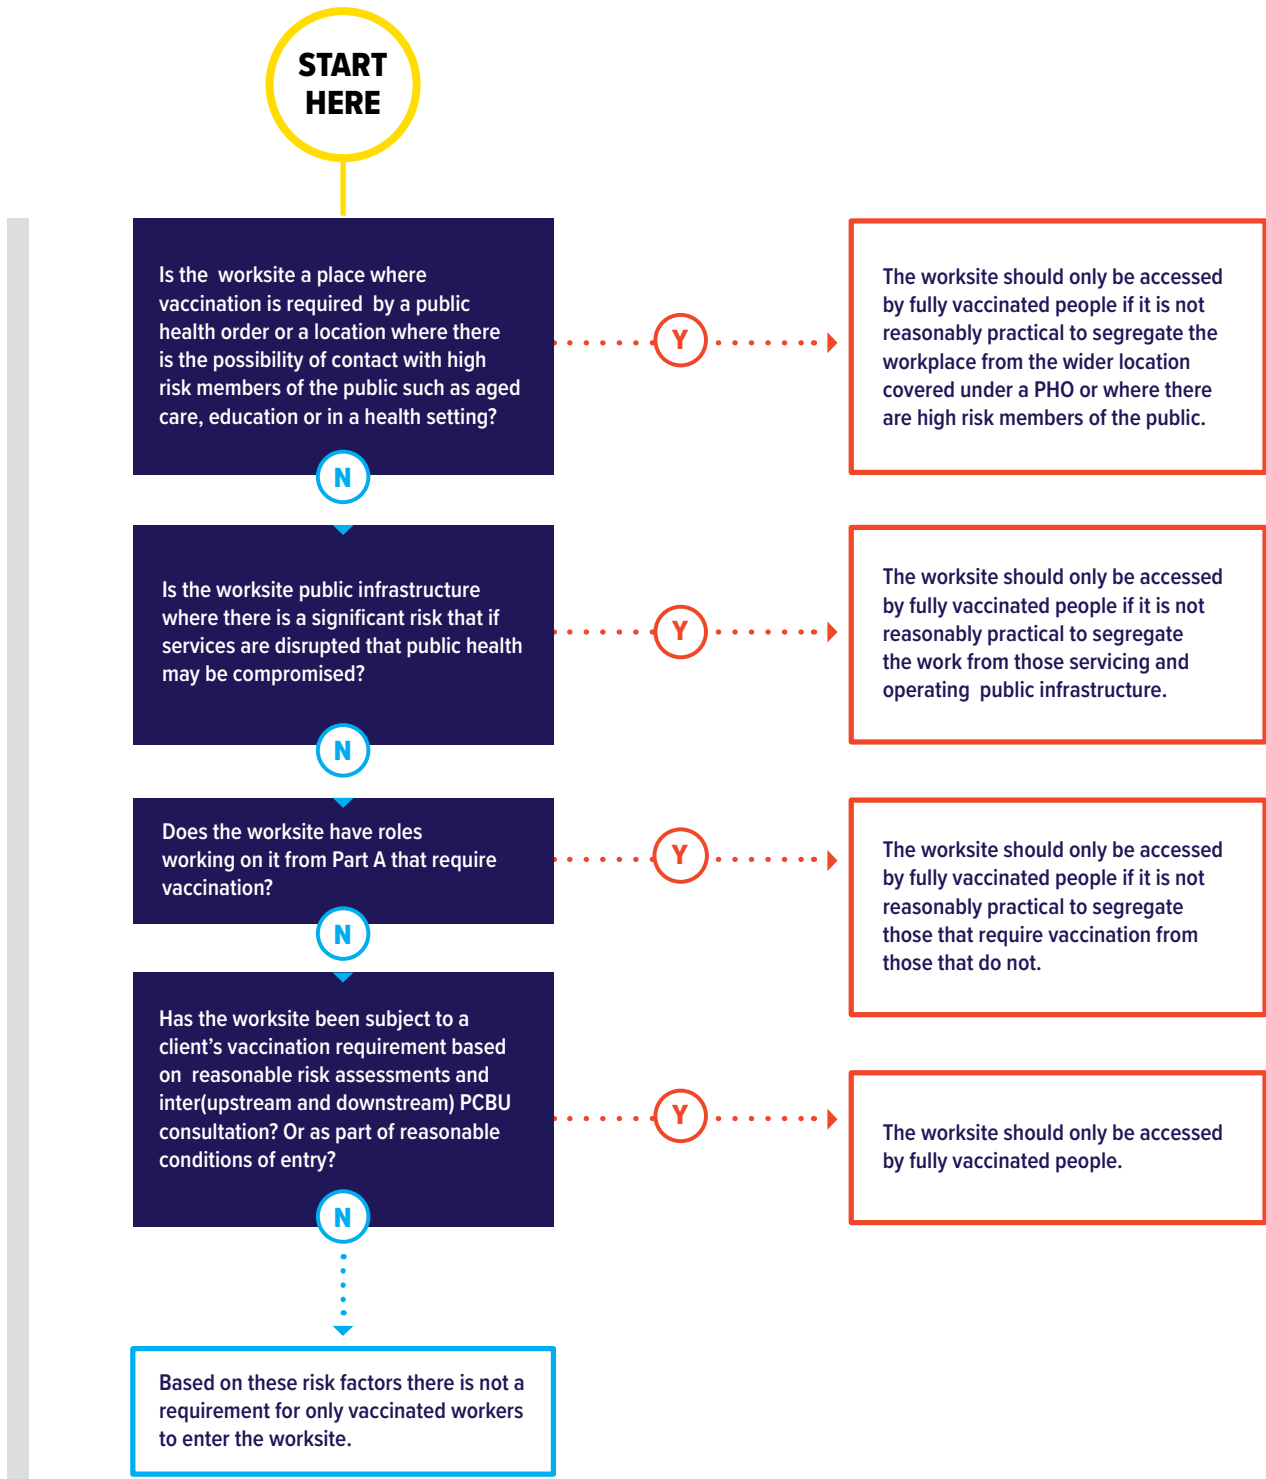 START
HERE
Is the worksite a place where
vaccination is required by a public
health order or a location where there
is the possibility of contact with high
risk members of the public such as aged
care, education or in a health setting?
Y
The worksite should only be accessed
by fully vaccinated people if it is not
reasonably practical to segregate the
workplace from the wider location
covered under a PHO or where there
are high risk members of the public.
N
Is the worksite public infrastructure
where there is a significant risk that if
services are disrupted that public health
may be compromised?
Y
The worksite should only be accessed
by fully vaccinated people if it is not
reasonably practical to segregate
the work from those servicing and
operating public infrastructure.
N
Does the worksite have roles
working on it from Part A that require
vaccination?
Y
The worksite should only be accessed
by fully vaccinated people if it is not
reasonably practical to segregate
those that require vaccination from
those that do not.
N
Has the worksite been subject to a
client’s vaccination requirement based
on reasonable risk assessments and
inter(upstream and downstream) PCBU
consultation? Or as part of reasonable
conditions of entry?
Y
The worksite should only be accessed
by fully vaccinated people.
N
Based on these risk factors there is not a
requirement for only vaccinated workers
to enter the worksite.